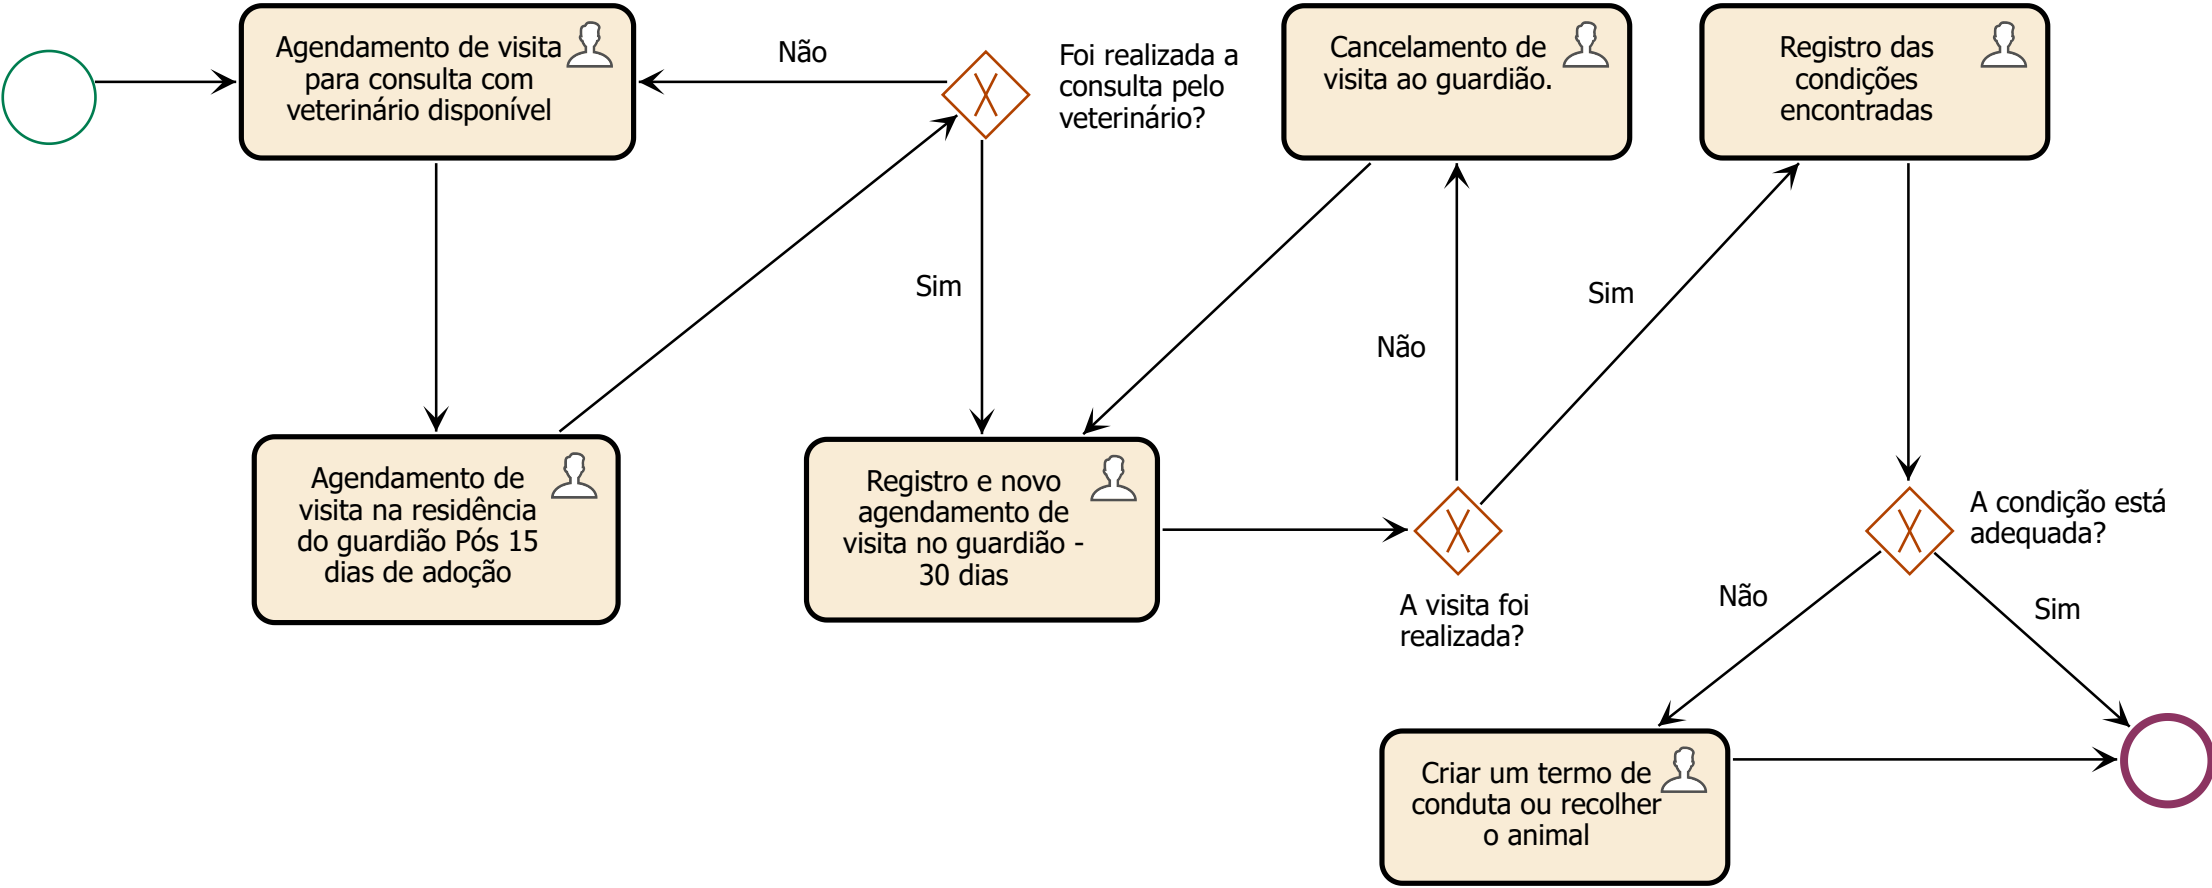 Agendamento de visita
para consulta com
veterinário disponível
Não
Foi realizada a
consulta pelo
veterinário?
Cancelamento de
visita ao guardião.
Registro das
condições
encontradas
Sim
Sim
Não
Agendamento de
visita na residência
do guardião Pós 15
dias de adoção
Registro e novo
agendamento de
visita no guardião -
30 dias
A visita foi
realizada?
A condição está
adequada?
Não
Sim
Criar um termo de
conduta ou recolher
o animal